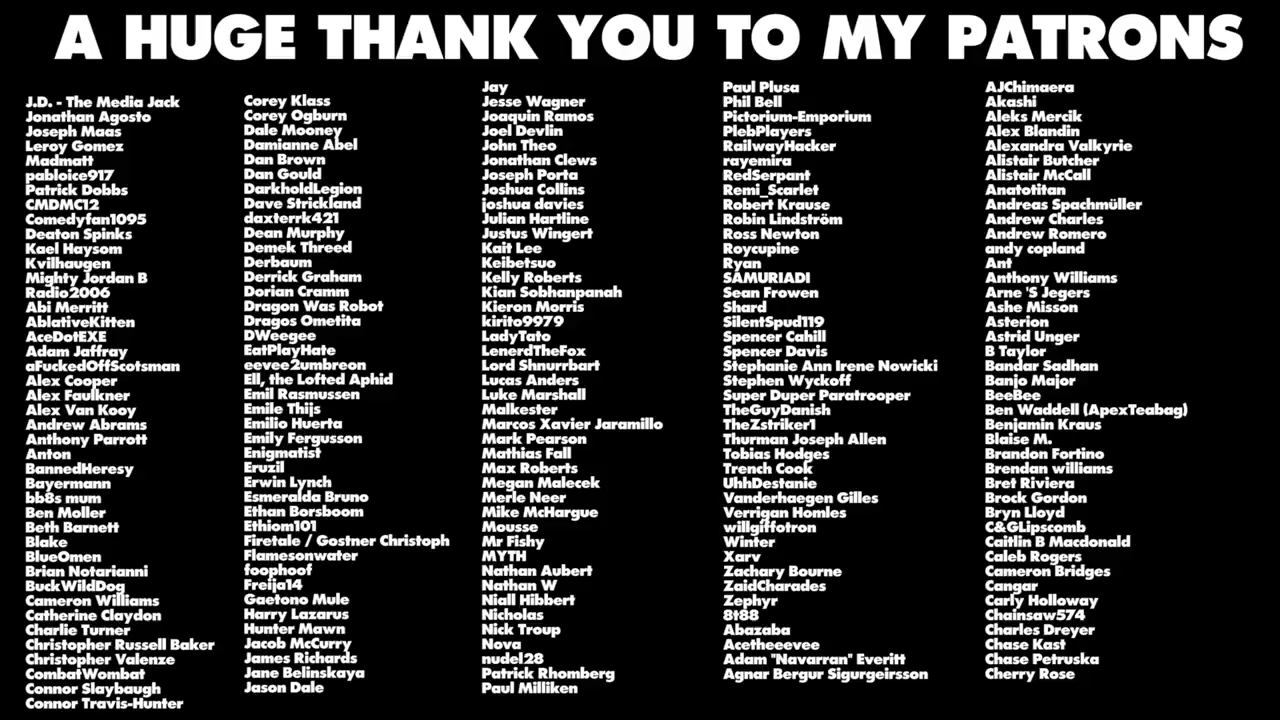 A HUGE THANK YOU TO MY PATRONS
J.D. - The Media Jack
Jonathan Agosto
Joseph Maas
Leroy Gomez
Madmatt
pabloice917
Patrick Dobbs
CMDMC12
Comedyfan1095
Deaton Spinks
Kael Haysom
Kvilhaugen
Mighty Jordan B
Radio2006
Abi Merritt
AblativeKitten
AceDotEXE
Adam Jaffray
aFuckedOffScotsman
Alex Cooper
Alex Faulkner
Alex Van Kooy
Andrew Abrams
Anthony Parrott
Anton
BannedHeresy
Bayermann
bb8s mum
Ben Moller
Beth Barnett
Blake
BlueOmen
Brian Notarianni
BuckWildDog
Cameron Williams
Catherine Claydon
Charlie Turner
Christopher Russell Baker
Christopher Valenze
CombatWombat
Connor Slaybaugh
Connor Travis-Hunter
Corey Klass
Corey Ogburn
Dale Mooney
Damianne Abel
Dan Brown
Dan Gould
DarkholdLegion
Dave Strickland
daxterrk421
Dean Murphy
Demek Threed
Derbaum
Derrick Graham
Dorian Cramm
Dragon Was Robot
Dragos Ometita
DWeegee
EatPlayHate
eevee2umbreon
Ell, the Lofted Aphid
Emil Rasmussen
Emile Thijs
Emilio Huerta
Emily Fergusson
Enigmatist
Eruzil
Erwin Lynch
Esmeralda Bruno
Ethan Borsboom
Ethiom101
Firetale / Gostner Christoph
Flamesonwater
foophoof
Freija14
Gaetono Mule
Harry Lazarus
Hunter Mawn
Jacob McCurry
James Richards
Jane Belinskaya
Jason Dale
Jay
Jesse Wagner
Joaquin Ramos
Joel Devlin
John Theo
Jonathan Clews
Joseph Porta
Joshua Collins
joshua davies
Julian Hartline
Justus Wingert
Kait Lee
Keibetsuo
Kelly Roberts
Kian Sobhanpanah
Kieron Morris
kirito9979
LadyTato
LenerdTheFox
Lord Shnurrbart
Lucas Anders
Luke Marshall
Malkester
Marcos Xavier Jaramillo
Mark Pearson
Mathias Fall
Max Roberts
Megan Malecek
Merle Neer
Mike McHargue
Mousse
Mr Fishy
MYTH
Nathan Aubert
Nathan W
Niall Hibbert
Nicholas
Nick Troup
Nova
nudel28
Patrick Rhomberg
Paul Milliken
Paul Plusa
Phil Bell
Pictorium-Emporium
PlebPlayers
RailwayHacker
rayemira
RedSerpant
Remi_Scarlet
Robert Krause
Robin Lindström
Ross Newton
Roycupine
Ryan
SAMURIADI
Sean Frowen
Shard
SilentSpud119
Spencer Cahill
Spencer Davis
Stephanie Ann Irene Nowicki
Stephen Wyckoff
Super Duper Paratrooper
TheGuyDanish
TheZstriker1
Thurman Joseph Allen
Tobias Hodges
Trench Cook
UhhDestanie
Vanderhaegen Gilles
Verrigan Homles
willgiffotron
Winter
Xarv
Zachary Bourne
ZaidCharades
Zephyr
8t88
Abazaba
Acetheeevee
Adam "Navarran" Everitt
Agnar Bergur Sigurgeirsson
AJChimaera
Akashi
Aleks Mercik
Alex Blandin
Alexandra Valkyrie
Alistair Butcher
Alistair McCall
Anatotitan
Andreas Spachmüller
Andrew Charles
Andrew Romero
andy copland
Ant
Anthony Williams
Arne 'S Jegers
Ashe Misson
Asterion
Astrid Unger
B Taylor
Bandar Sadhan
Banjo Major
BeeBee
Ben Waddell (ApexTeabag)
Benjamin Kraus
Blaise M.
Brandon Fortino
Brendan williams
Bret Riviera
Brock Gordon
Bryn Lloyd
C&GLipscomb
Caitlin B Macdonald
Caleb Rogers
Cameron Bridges
Cangar
Carly Holloway
Chainsaw574
Charles Dreyer
Chase Kast
Chase Petruska
Cherry Rose